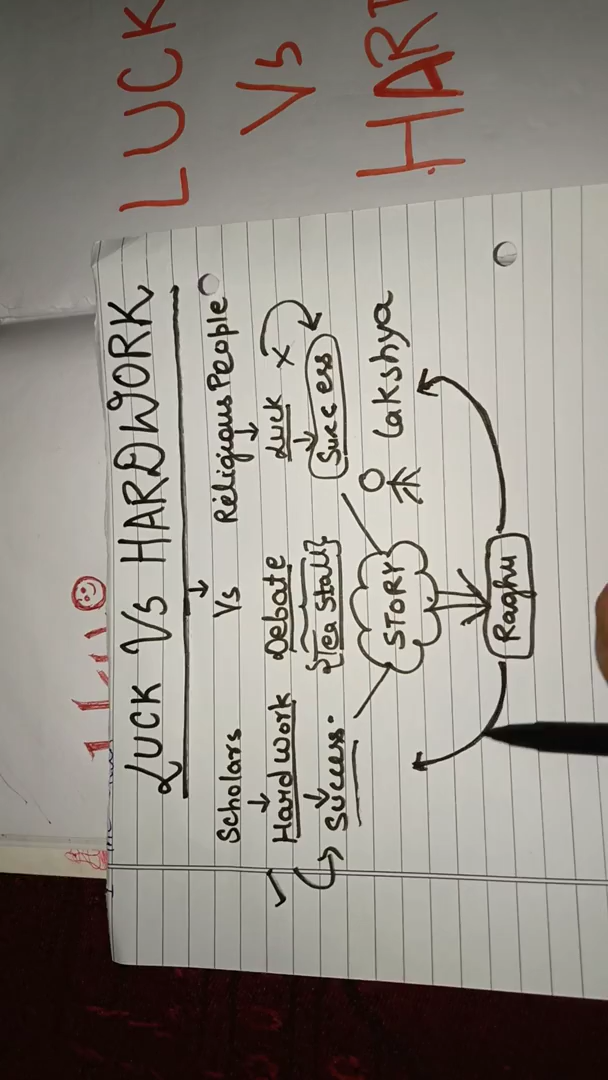 LUCK
Vs
HART
LUCK Vs HARDWORK
Scholars Vs Religious People
Hardwork Debate Luck x
Success. {Tea Stall} Success
STORY Lakshya
Raghu